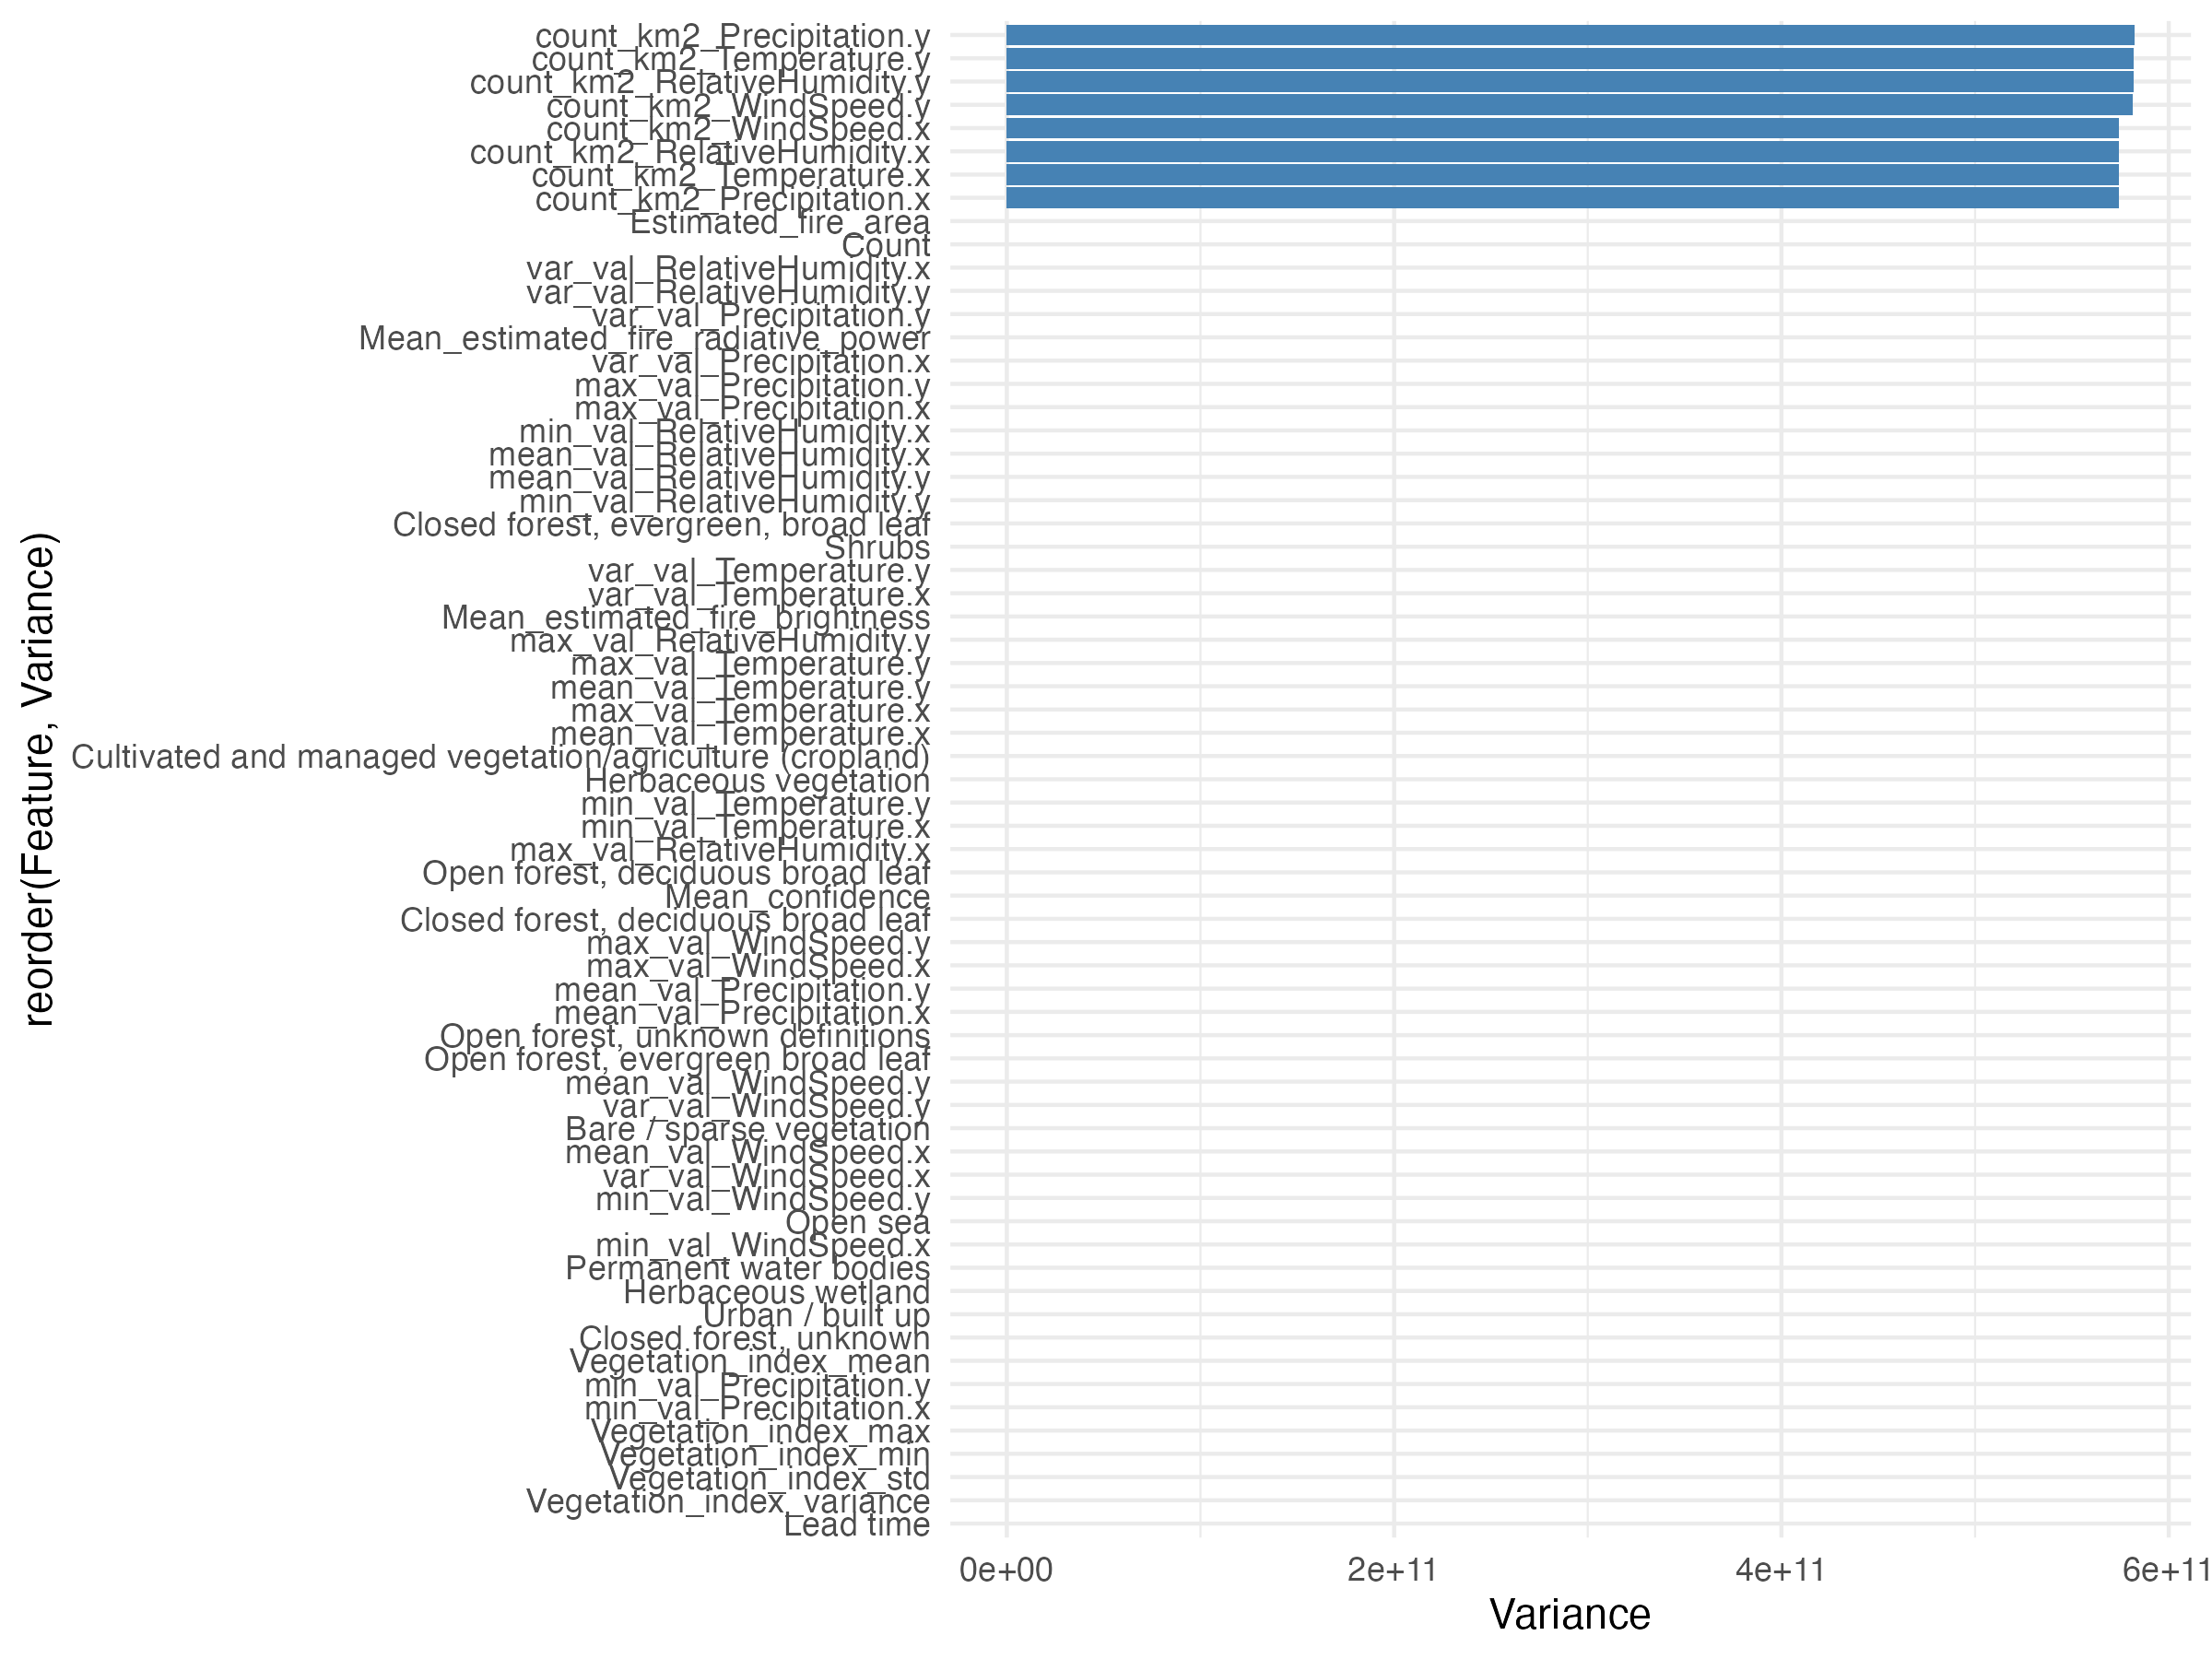 count_km2_Precipitation.y
count_km2_Temperature.y
count_km2_RelativeHumidity.y
count_km2_WindSpeed.y
count_km2_WindSpeed.x
count_km2_RelativeHumidity.x
count_km2_Temperature.x
count_km2_Precipitation.x
Estimated_fire_area
Count
var_val_RelativeHumidity.x
var_val_RelativeHumidity.y
var_val_Precipitation.y
Mean_estimated_fire_radiative_power
var_val_Precipitation.x
max_val_Precipitation.y
max_val_Precipitation.x
min_val_RelativeHumidity.x
mean_val_RelativeHumidity.x
mean_val_RelativeHumidity.y
min_val_RelativeHumidity.y
Closed forest, evergreen, broad leaf
Shrubs
var_val_Temperature.y
var_val_Temperature.x
Mean_estimated_fire_brightness
max_val_RelativeHumidity.y
max_val_Temperature.y
mean_val_Temperature.y
max_val_Temperature.x
mean_val_Temperature.x
Cultivated and managed vegetation/agriculture (cropland)
Herbaceous vegetation
min_val_Temperature.y
min_val_Temperature.x
max_val_RelativeHumidity.x
Open forest, deciduous broad leaf
Mean_confidence
Closed forest, deciduous broad leaf
max_val_WindSpeed.y
max_val_WindSpeed.x
mean_val_Precipitation.y
mean_val_Precipitation.x
Open forest, unknown definitions
Open forest, evergreen broad leaf
mean_val_WindSpeed.y
var_val_WindSpeed.y
Bare / sparse vegetation
mean_val_WindSpeed.x
var_val_WindSpeed.x
min_val_WindSpeed.y
Open sea
min_val_WindSpeed.x
Permanent water bodies
Herbaceous wetland
Urban / built up
Closed forest, unknown
Vegetation_index_mean
min_val_Precipitation.y
min_val_Precipitation.x
Vegetation_index_max
Vegetation_index_min
Vegetation_index_std
Vegetation_index_variance
Lead time
reorder(Feature, Variance)
0e+00 2e+11 4e+11 6e+11
Variance